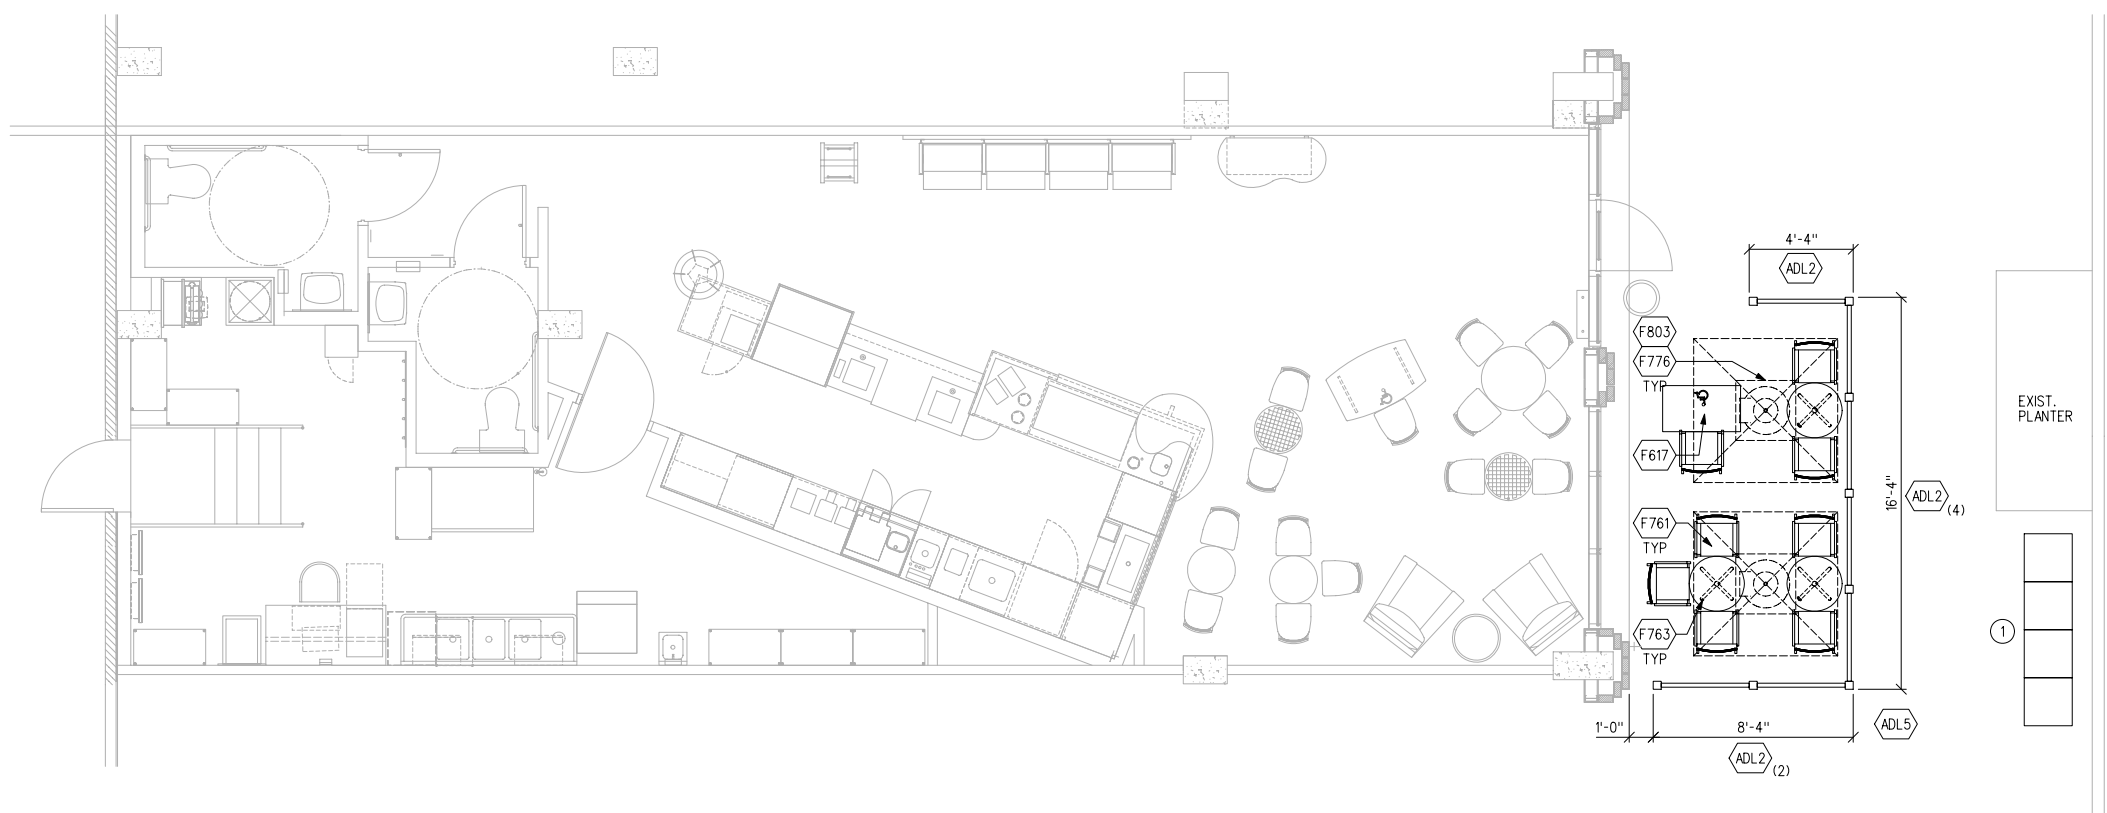 4'-4"
ADL2
F803
F776
TYP
F617
EXIST.
PLANTER
16'-4"
ADL2
(4)
F761
TYP
F763
TYP
1
1'-0"
8'-4"
ADL5
ADL2
(2)